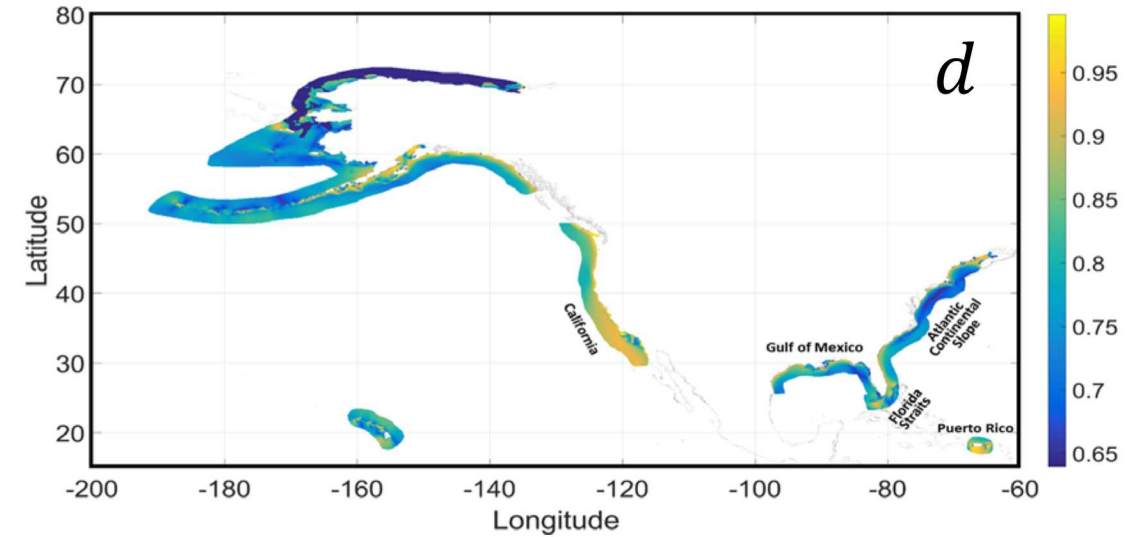 d
80
70
60
50
40
30
20
Latitude
-200
-180
-160
-140
-120
-100
-80
-60
Longitude
California
Gulf of Mexico
Florida
Straits
Atlantic
Continental
Slope
Puerto Rico
0.95
0.9
0.85
0.8
0.75
0.7
0.65